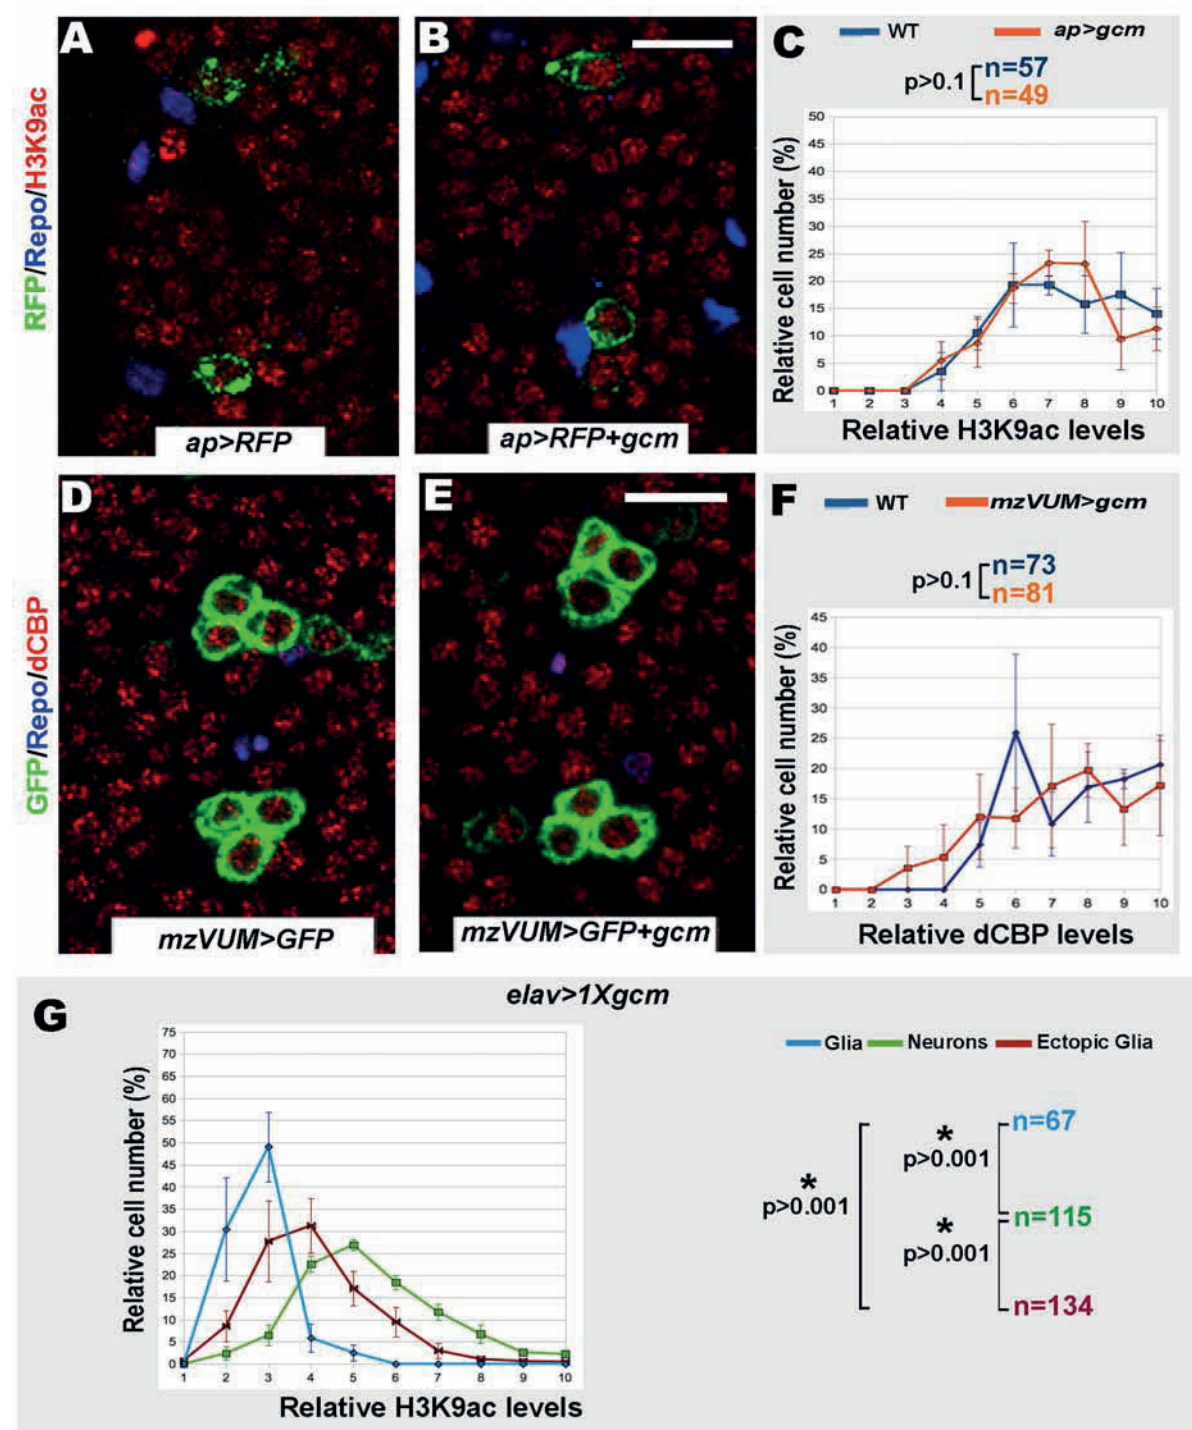 A
B
RFP/Repo/H3K9ac
ap>RFP
ap>RFP+gcm
C
WT
ap>gcm
p>0.1
n=57
n=49
Relative cell number (%)
50
45
40
35
30
25
20
15
10
5
0
1 2 3 4 5 6 7 8 9 10
Relative H3K9ac levels
D
E
GFP/Repo/dCBP
mzVUM>GFP
mzVUM>GFP+gcm
F
WT
mzVUM>gcm
p>0.1
n=73
n=81
Relative cell number (%)
45
40
35
30
25
20
15
10
5
0
1 2 3 4 5 6 7 8 9 10
Relative dCBP levels
elav>1Xgcm
G
Relative cell number (%)
75
70
65
60
55
50
45
40
35
30
25
20
15
10
5
0
1 2 3 4 5 6 7 8 9 10
Relative H3K9ac levels
Glia Neurons Ectopic Glia
n=67
*
p>0.001
*
p>0.001
n=115
*
p>0.001
n=134